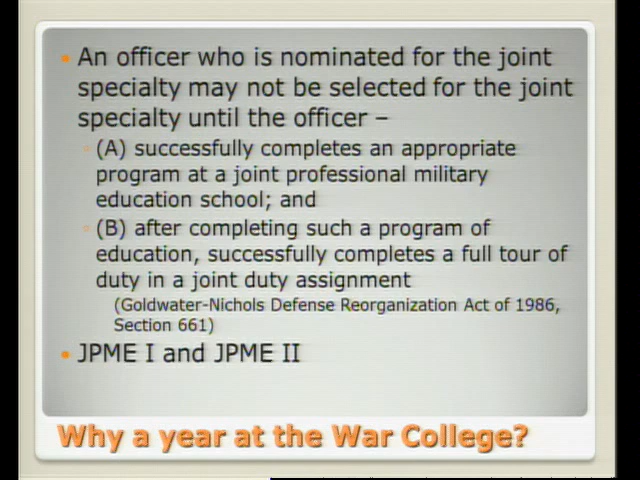 An officer who is nominated for the joint
specialty may not be selected for the joint
specialty until the officer –
(A) successfully completes an appropriate
program at a joint professional military
education school; and
(B) after completing such a program of
education, successfully completes a full tour of
duty in a joint duty assignment
(Goldwater-Nichols Defense Reorganization Act of 1986,
Section 661)
JPME I and JPME II
Why a year at the War College?